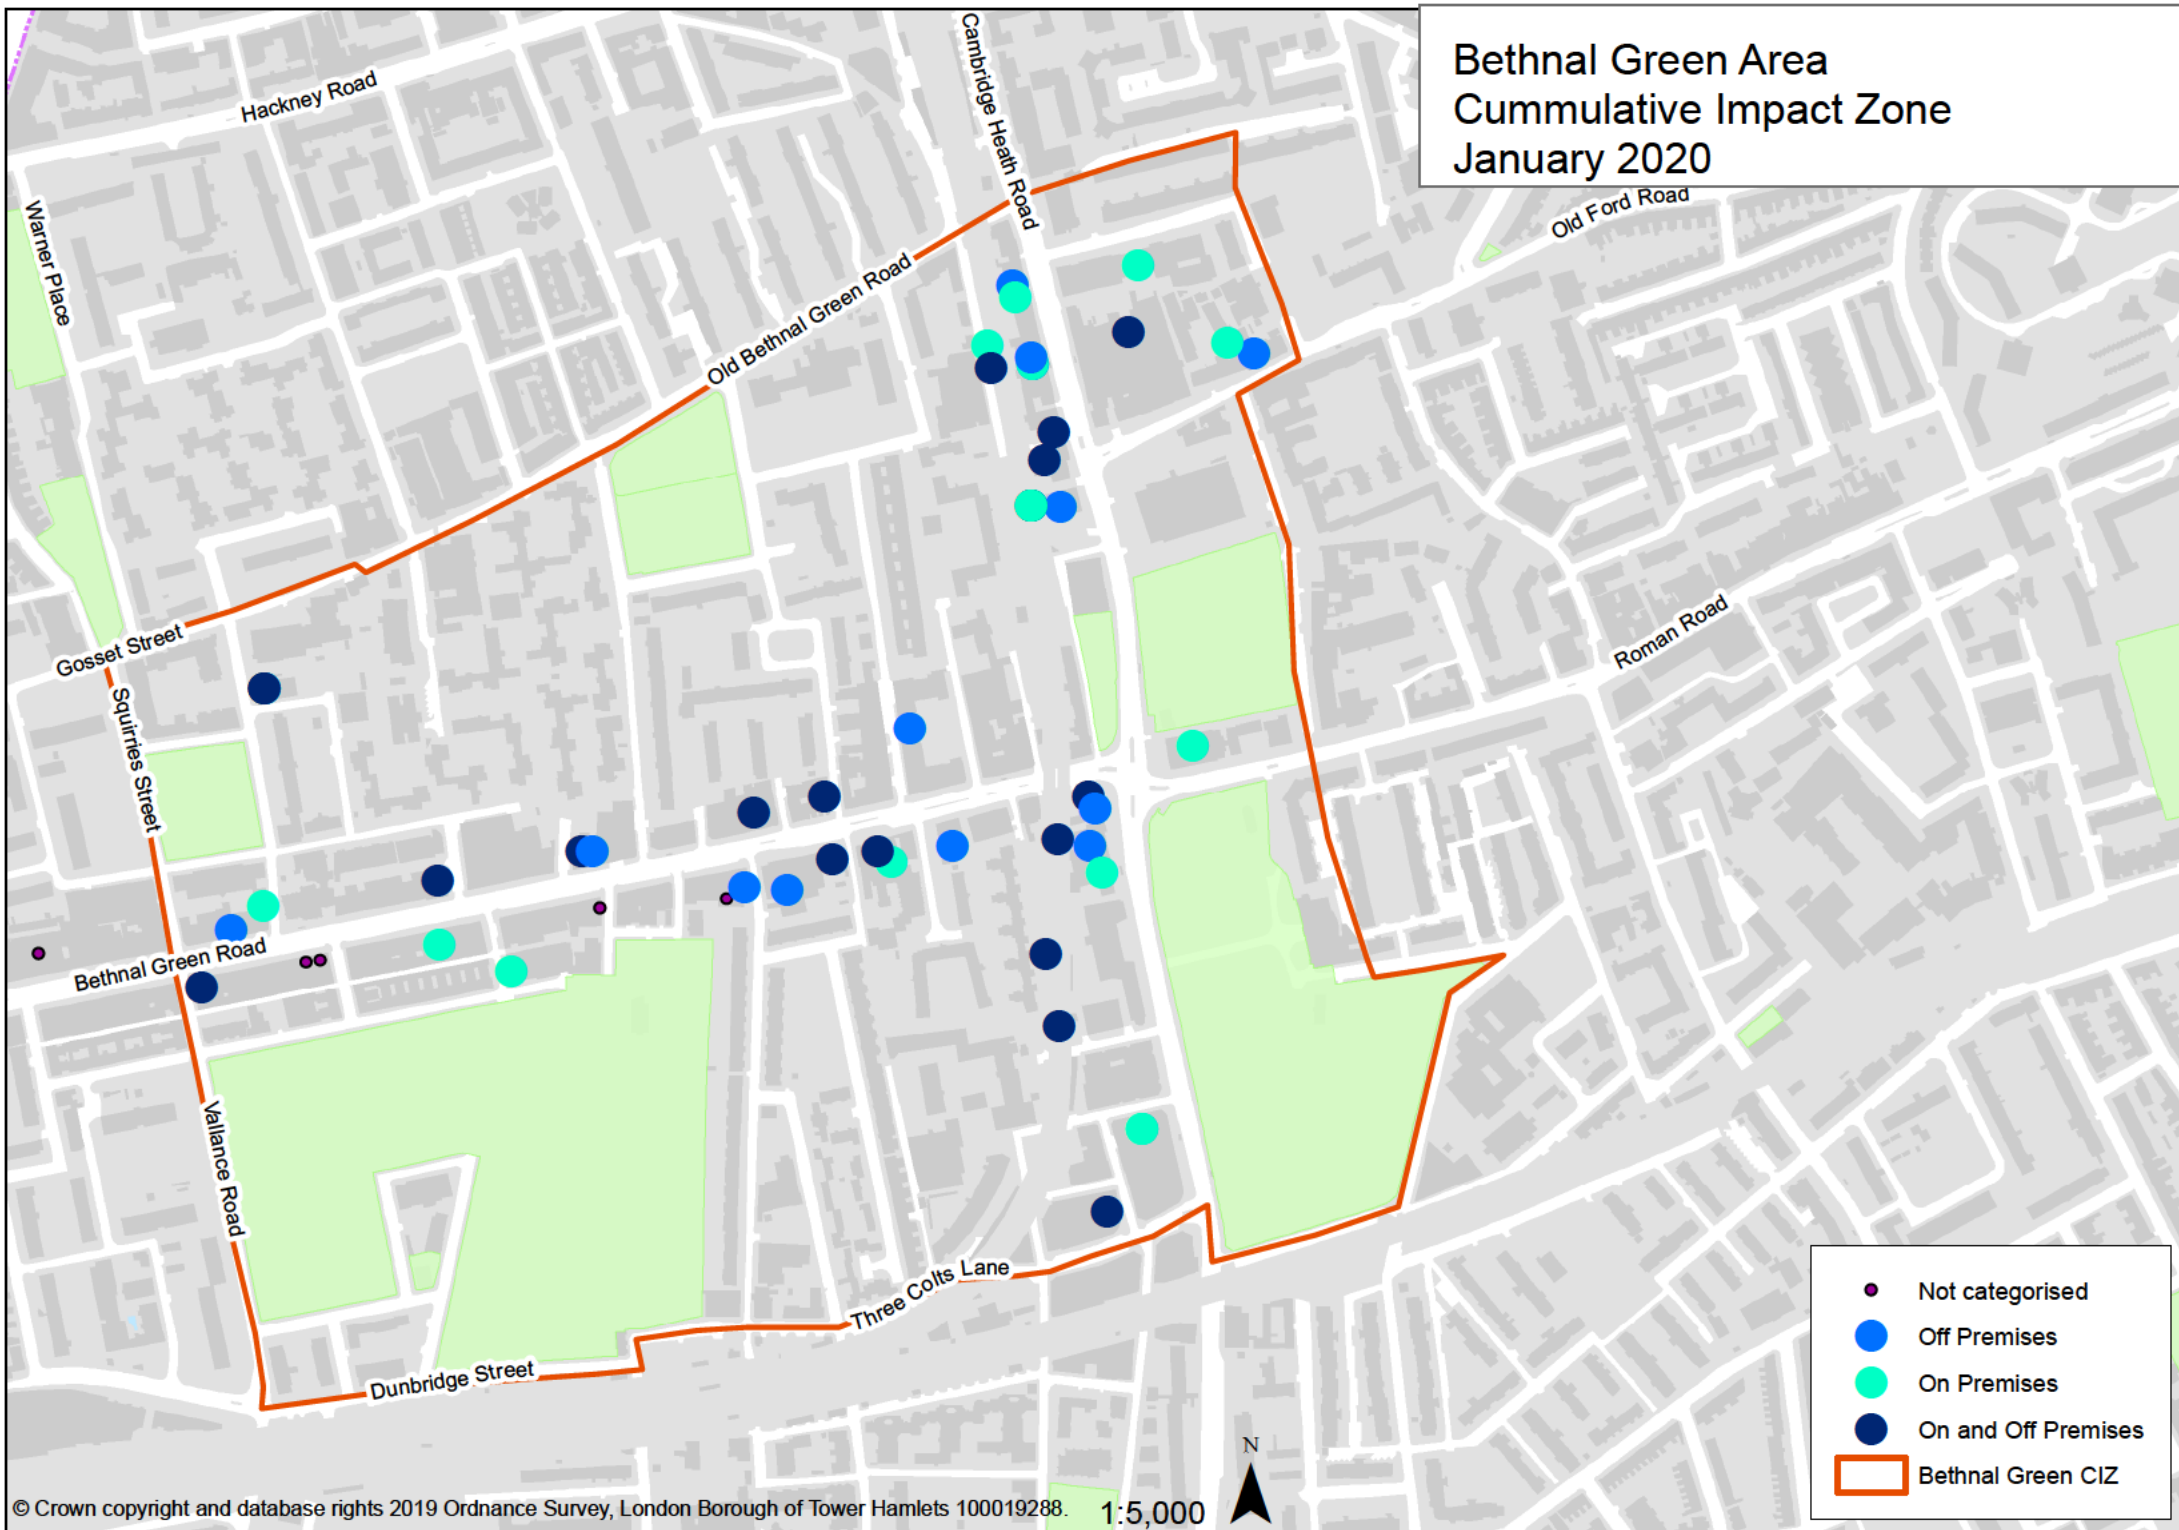 Bethnal Green Area
Cummulative Impact Zone
January 2020
Hackney Road
Cambridge Heath Road
Warner Place
Old Ford Road
Old Bethnal Green Road
Roman Road
Gosset Street
Squirries Street
Bethnal Green Road
Vallance Road
Three Colts Lane
Dunbridge Street
Not categorised
Off Premises
On Premises
On and Off Premises
Bethnal Green CIZ
N
© Crown copyright and database rights 2019 Ordnance Survey, London Borough of Tower Hamlets 100019288.
1:5,000